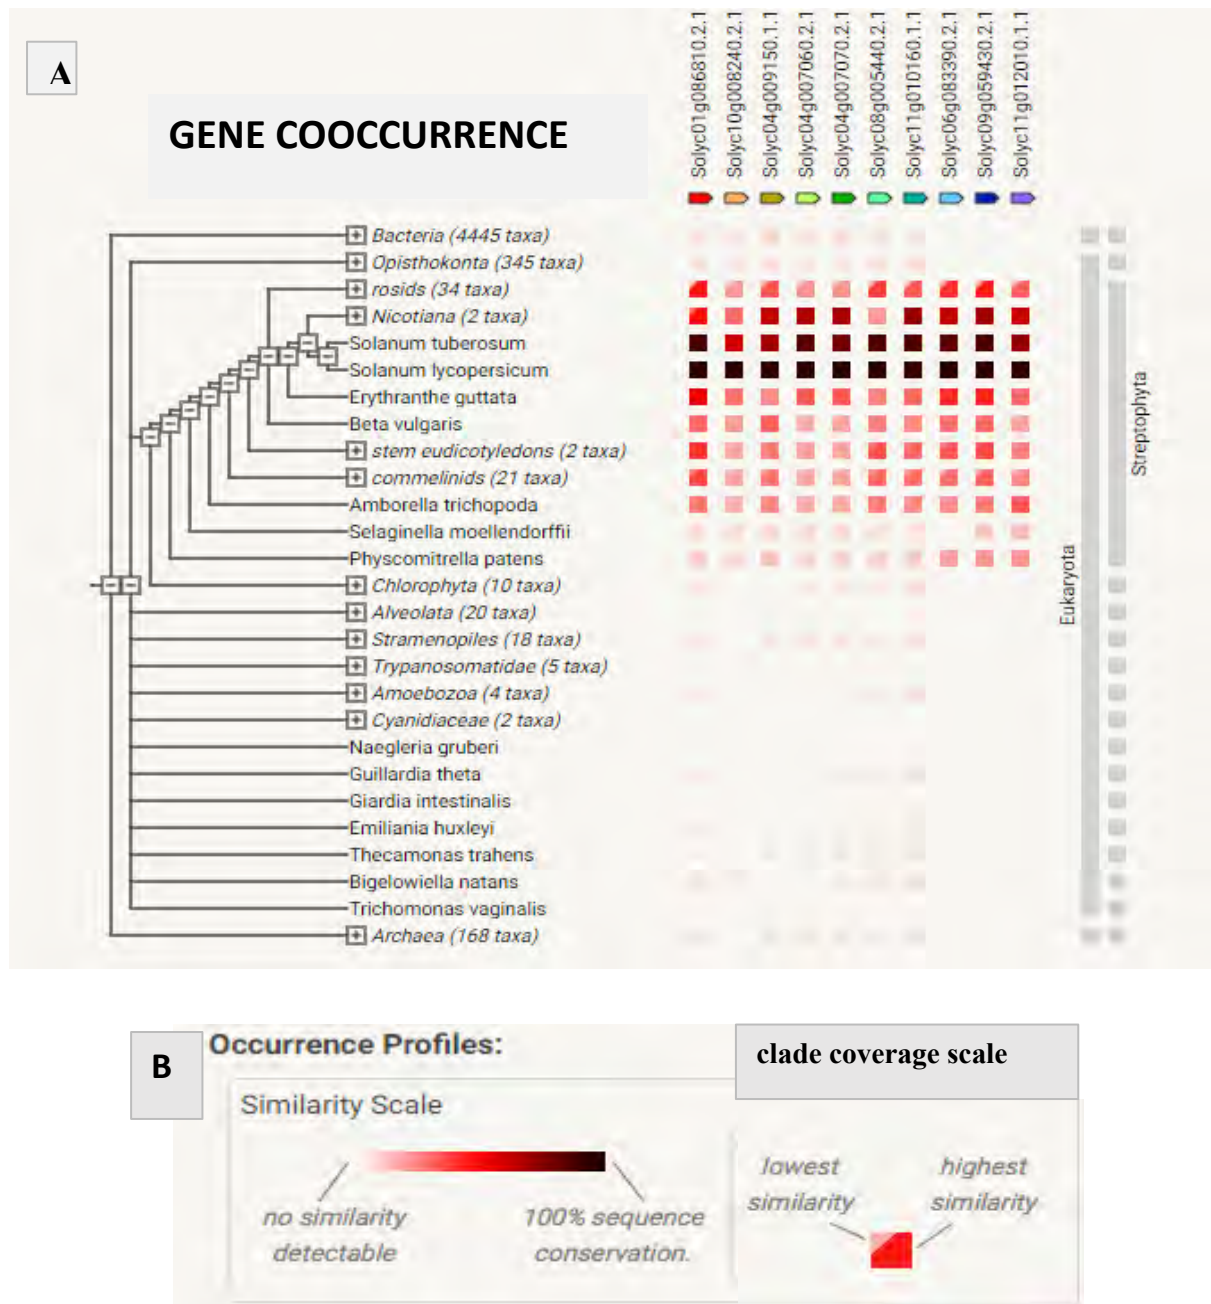 A
GENE COOCCURRENCE
Solyc01g086810.2.1
Solyc10g008240.2.1
Solyc04g009150.1.1
Solyc04g007060.2.1
Solyc04g007070.2.1
Solyc08g005440.2.1
Solyc11g010160.1.1
Solyc06g083390.2.1
Solyc09g059430.2.1
Solyc11g012010.1.1
Bacteria (4445 taxa)
Opisthokonta (345 taxa)
rosids (34 taxa)
Nicotiana (2 taxa)
Solanum tuberosum
Solanum lycopersicum
Erythranthe guttata
Beta vulgaris
stem eudicotyledons (2 taxa)
commelinids (21 taxa)
Amborella trichopoda
Selaginella moellendorffii
Physcomitrella patens
Chlorophyta (10 taxa)
Alveolata (20 taxa)
Stramenopiles (18 taxa)
Trypanosomatidae (5 taxa)
Amoebozoa (4 taxa)
Cyanidiaceae (2 taxa)
Naegleria gruberi
Guillardia theta
Giardia intestinalis
Emiliania huxleyi
Thecamonas trahens
Bigelowiella natans
Trichomonas vaginalis
Archaea (168 taxa)
Eukaryota
Streptophyta
B
Occurrence Profiles:
clade coverage scale
Similarity Scale
no similarity
detectable
100% sequence
conservation.
lowest
similarity
highest
similarity